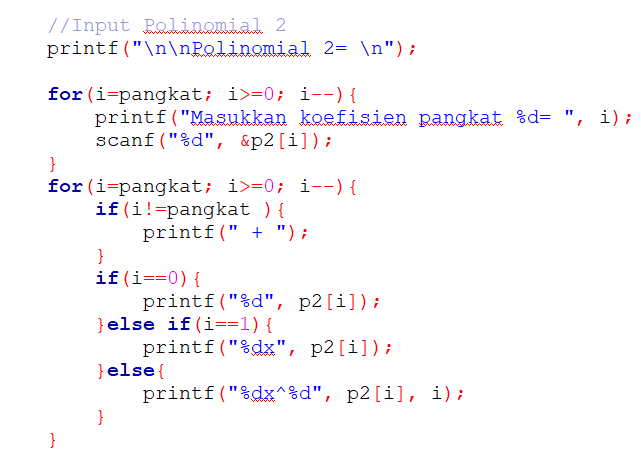 //Input Polinomial 2
printf("\n\nPolinomial 2= \n");
for(i=pangkat; i>=0; i--){
printf("Masukkan koefisien pangkat %d= ", i);
scanf("%d", &p2[i]);
}
for(i=pangkat; i>=0; i--){
if(i!=pangkat ){
printf(" + ");
}
if(i==0){
printf("%d", p2[i]);
}else if(i==1){
printf("%dx", p2[i]);
}else{
printf("%dx^%d", p2[i], i);
}
}